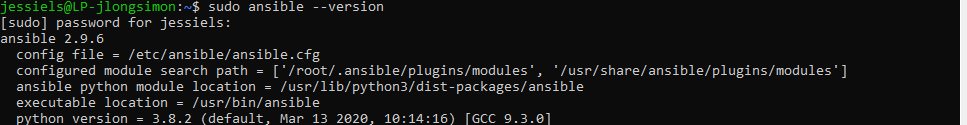 jessiels@LP-jlongsimon:~$ sudo ansible --version
[sudo] password for jessiels:
ansible 2.9.6
  config file = /etc/ansible/ansible.cfg
  configured module search path = ['/root/.ansible/plugins/modules', '/usr/share/ansible/plugins/modules']
  ansible python module location = /usr/lib/python3/dist-packages/ansible
  executable location = /usr/bin/ansible
  python version = 3.8.2 (default, Mar 13 2020, 10:14:16) [GCC 9.3.0]